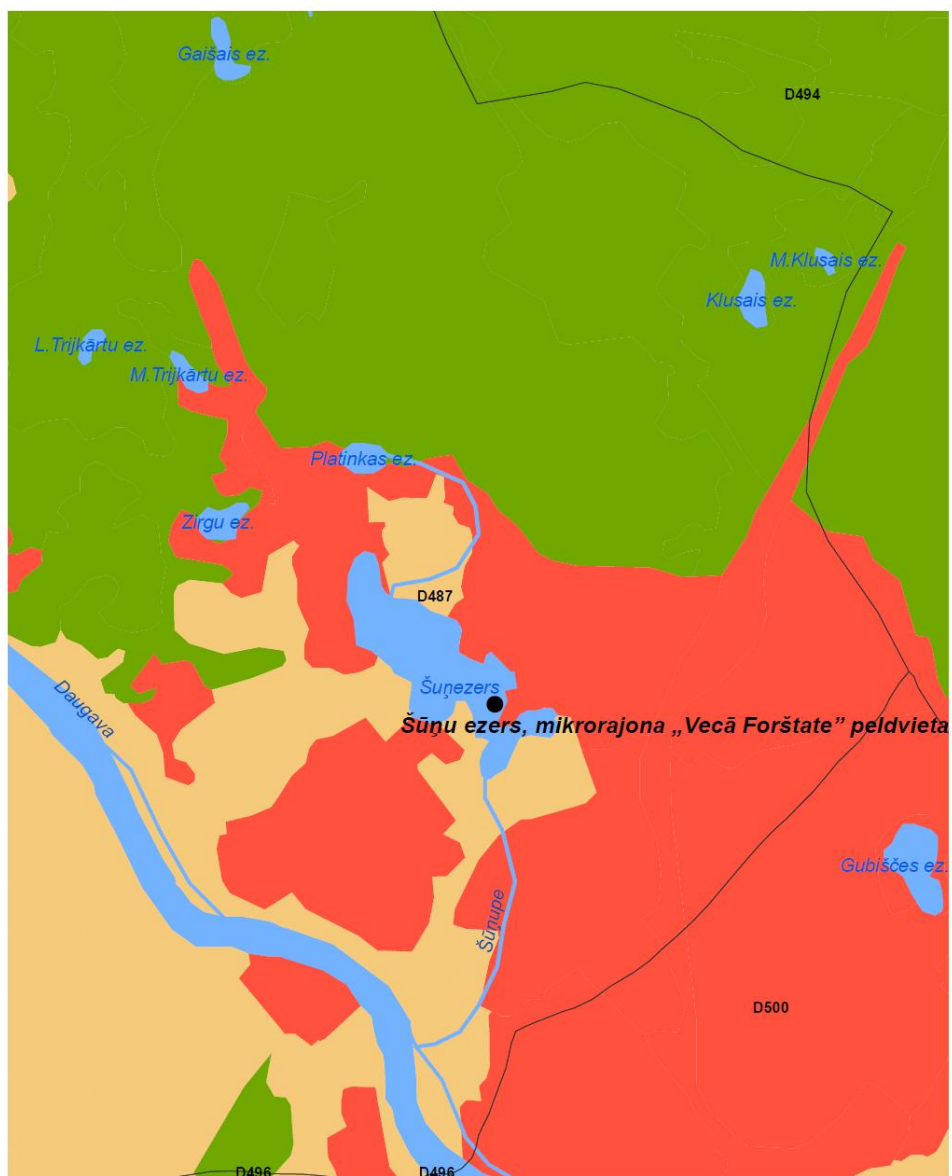 Gaišais ez.
D494
M.Klusais ez.
Klusais ez.
L.Trijkārtu ez.
M.Trijkārtu ez.
Platinkas ez.
Zirgu ez.
D487
Šuņezers
Daugava
Šūņu ezers, mikrorajona „Vecā Forštate” peldvieta
Gubiščes ez.
Šūņupe
D500
D496
D496